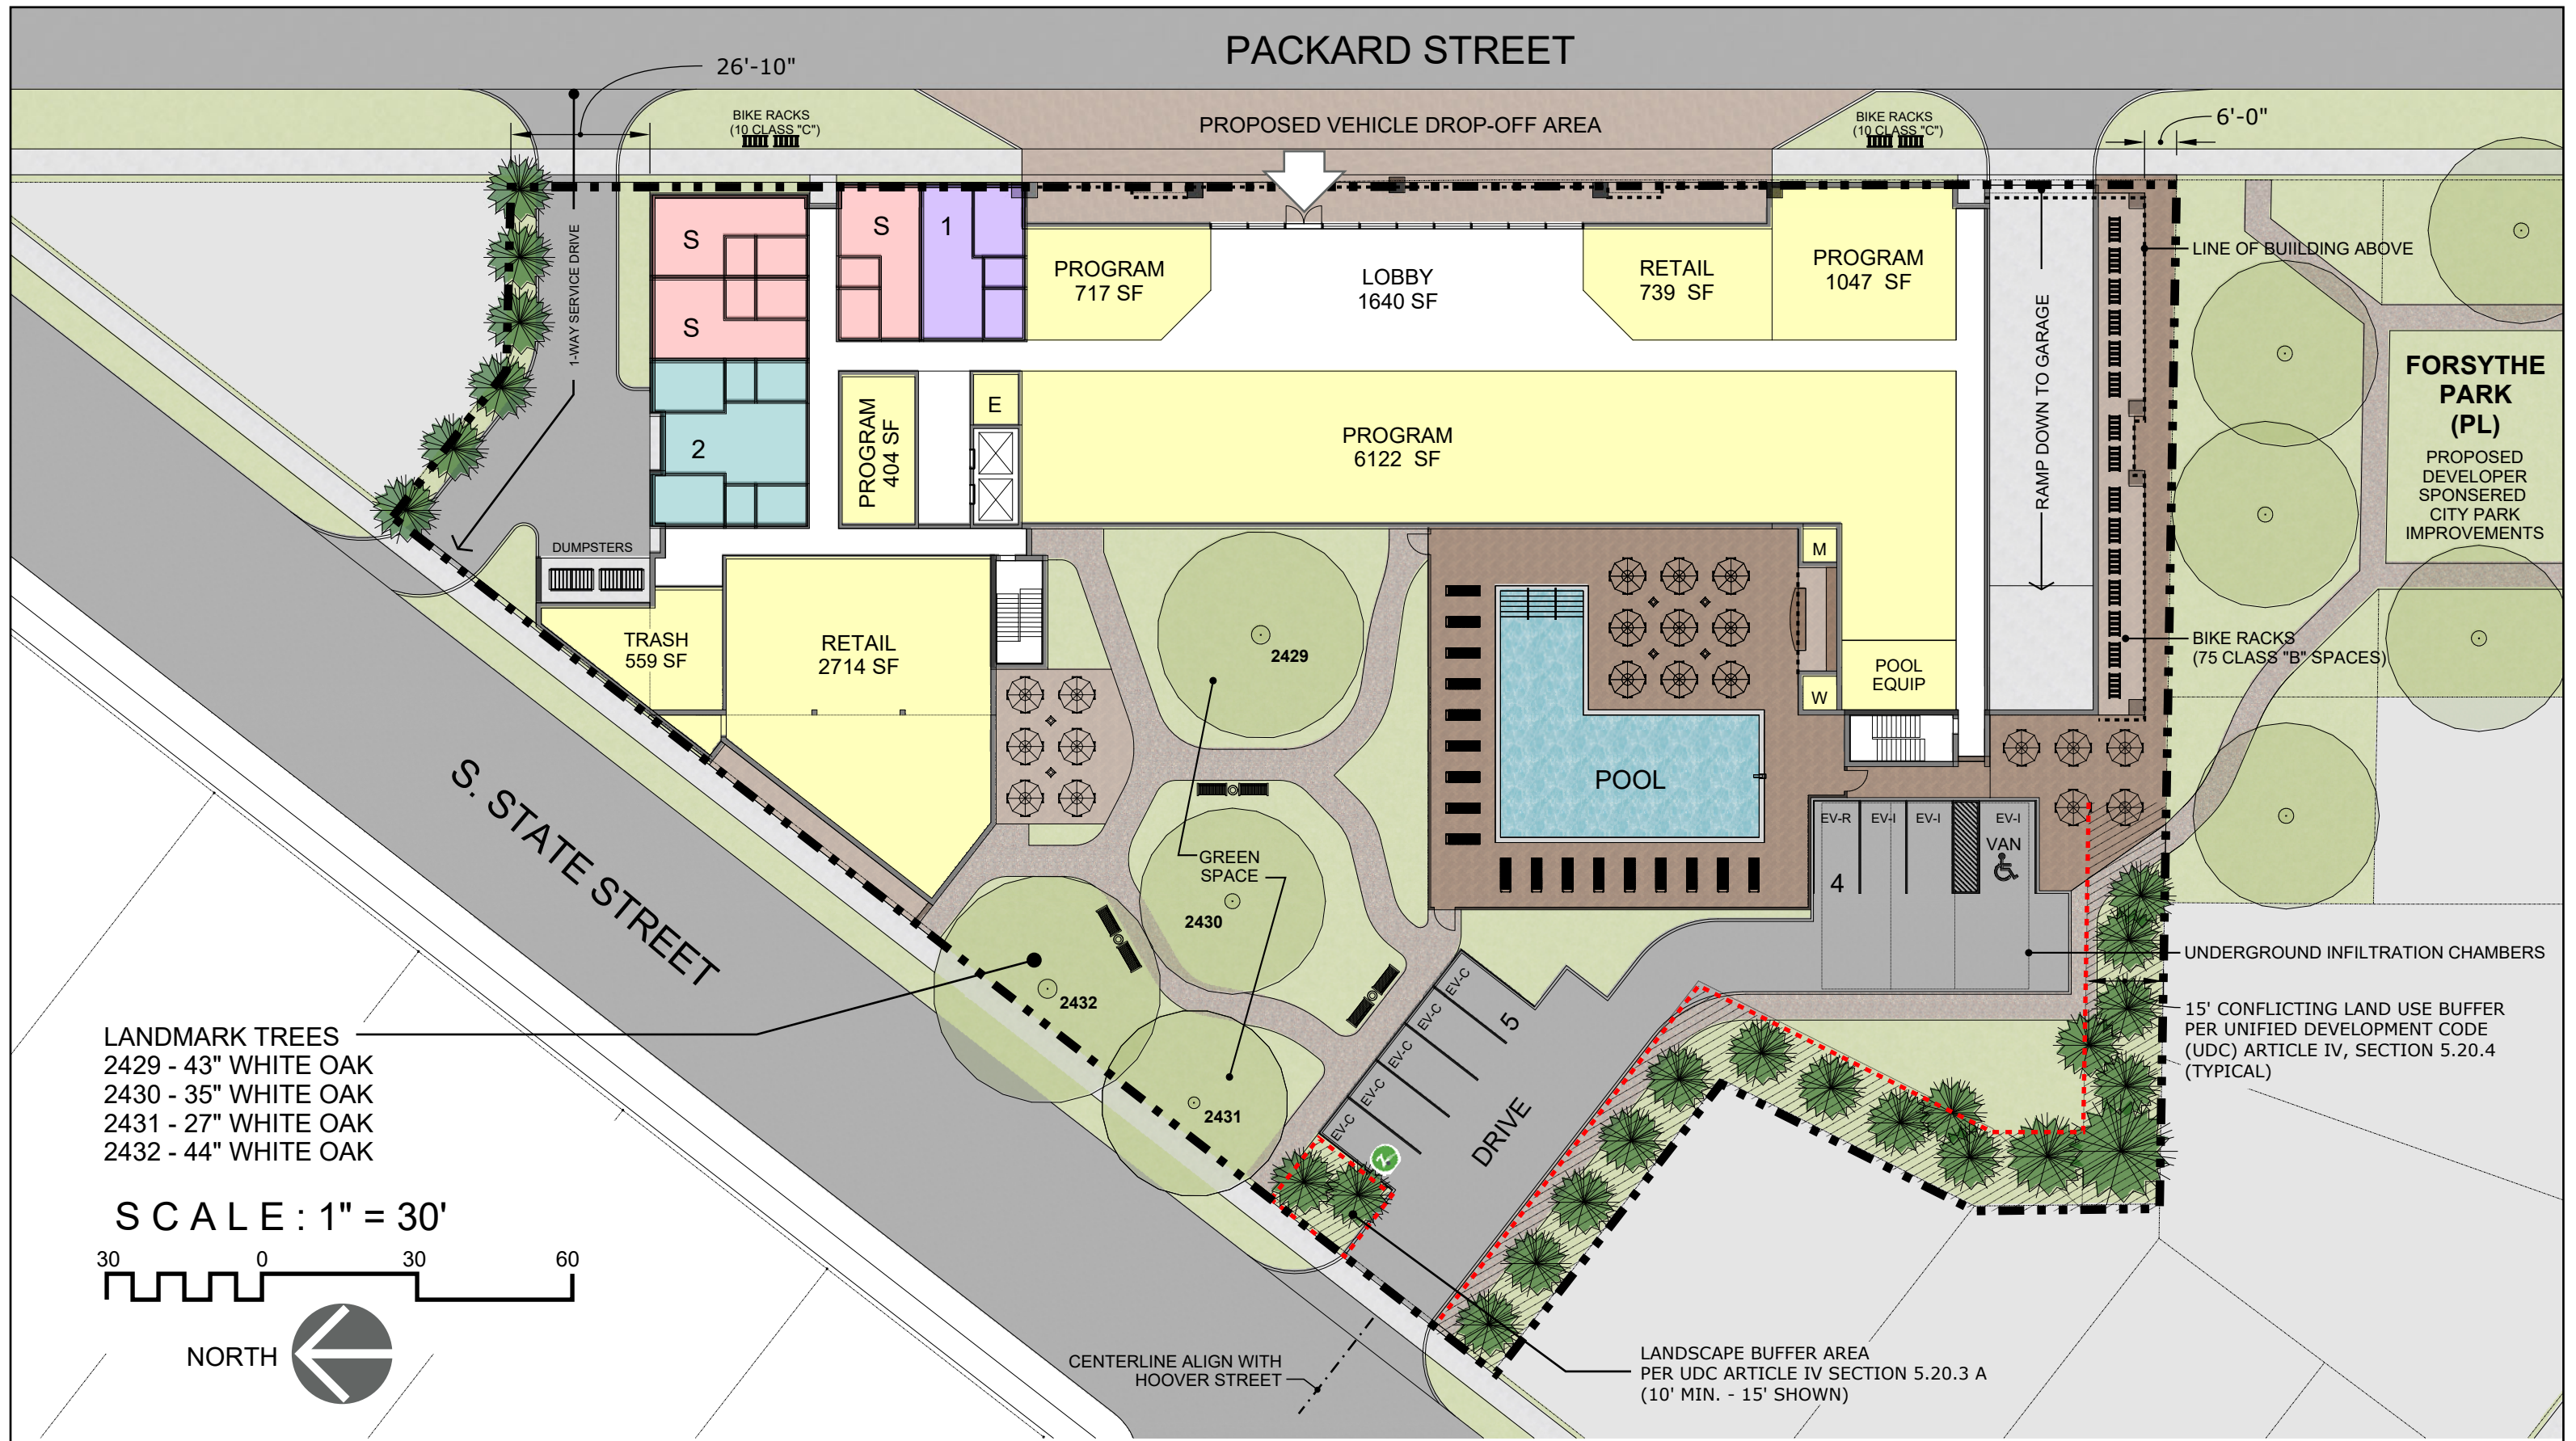 PACKARD STREET
26'-10"
BIKE RACKS
(10 CLASS "C")
PROPOSED VEHICLE DROP-OFF AREA
BIKE RACKS
(10 CLASS "C")
6'-0"
1-WAY SERVICE DRIVE
S
S
S
1
2
PROGRAM
717 SF
LOBBY
1640 SF
RETAIL
739 SF
PROGRAM
1047 SF
RAMP DOWN TO GARAGE
LINE OF BUIILDING ABOVE
FORSYTHE
PARK
(PL)
PROPOSED
DEVELOPER
SPONSERED
CITY PARK
IMPROVEMENTS
PROGRAM
404 SF
E
PROGRAM
6122 SF
DUMPSTERS
TRASH
559 SF
RETAIL
2714 SF
2429
M
W
POOL
EQUIP
BIKE RACKS
(75 CLASS "B" SPACES)
POOL
S. STATE STREET
GREEN
SPACE
2430
2432
2431
EV-R
EV-I
EV-I
EV-I
VAN
4
UNDERGROUND INFILTRATION CHAMBERS
15' CONFLICTING LAND USE BUFFER
PER UNIFIED DEVELOPMENT CODE
(UDC) ARTICLE IV, SECTION 5.20.4
(TYPICAL)
EV-C
EV-C
EV-C
EV-C
EV-C
5
DRIVE
LANDMARK TREES
2429 - 43" WHITE OAK
2430 - 35" WHITE OAK
2431 - 27" WHITE OAK
2432 - 44" WHITE OAK
SCALE: 1" = 30'
30 0 30 60
NORTH
CENTERLINE ALIGN WITH
HOOVER STREET
LANDSCAPE BUFFER AREA
PER UDC ARTICLE IV SECTION 5.20.3 A
(10' MIN. - 15' SHOWN)